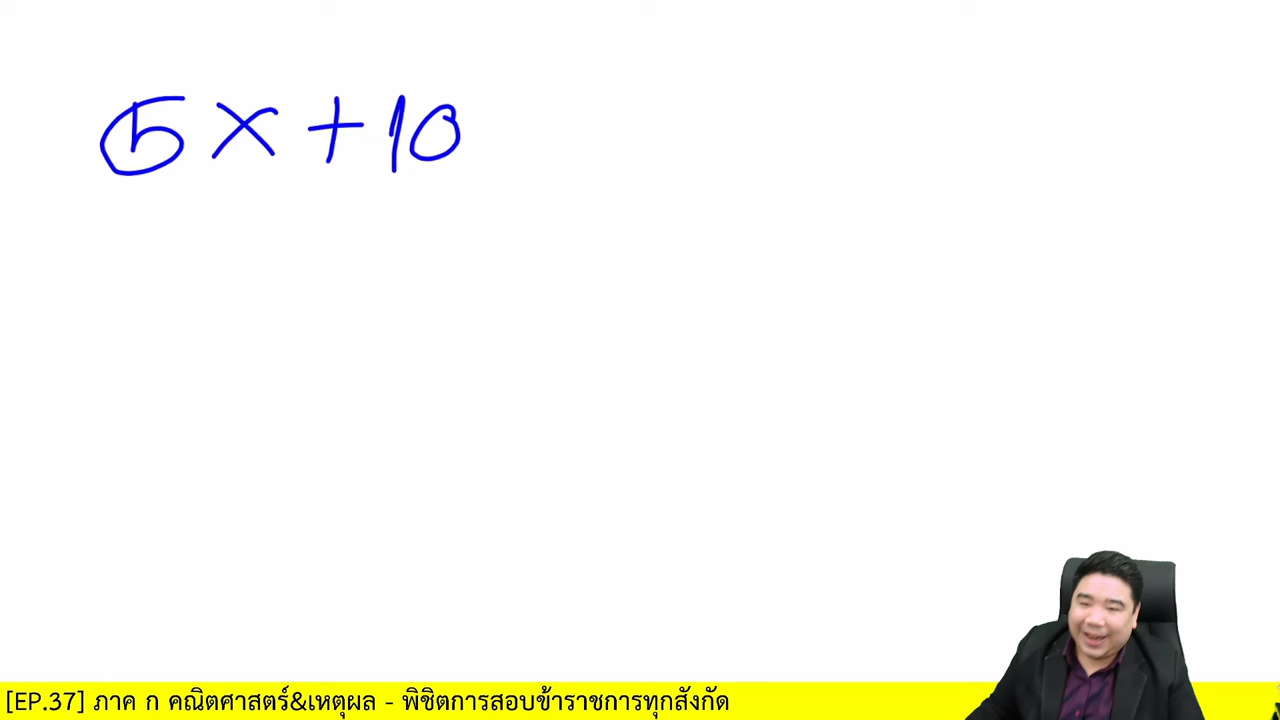 5x + 10
[EP.37] ภาค ก คณิตศาสตร์&เหตุผล - พิชิตการสอบข้าราชการทุกสังกัด